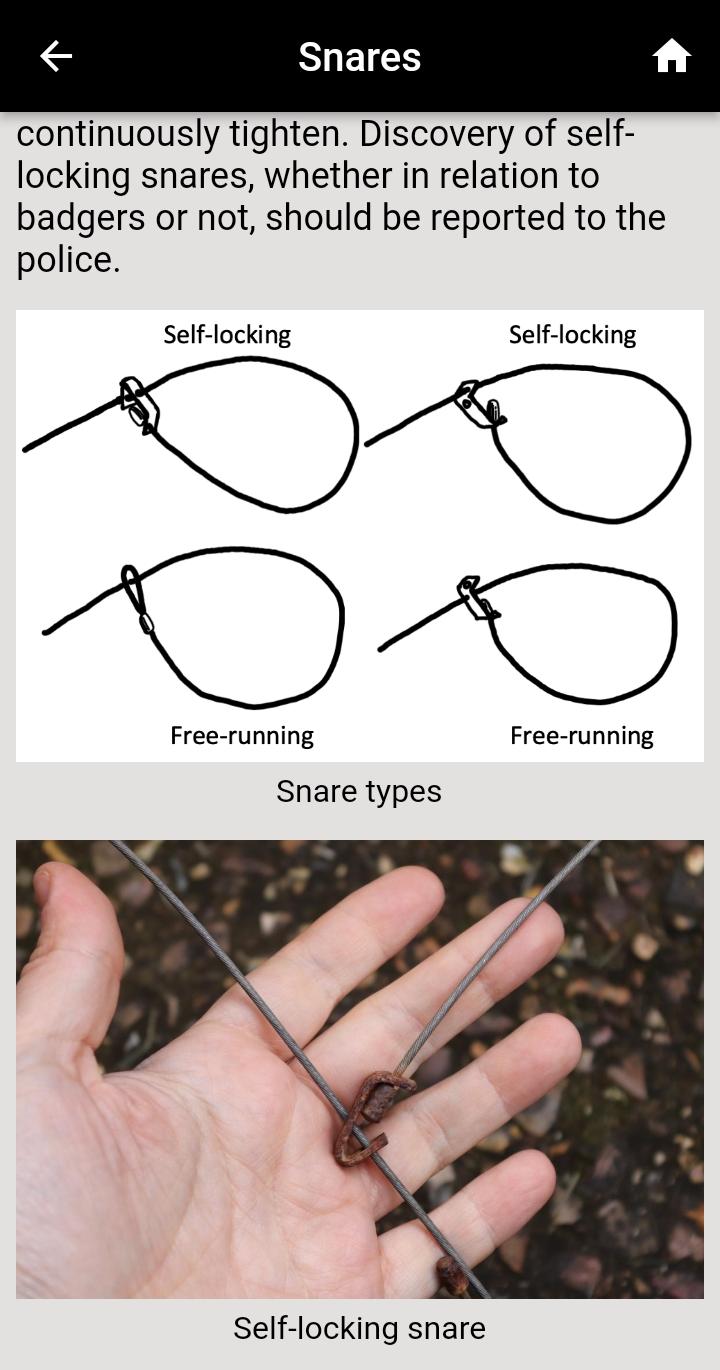 Snares
continuously tighten. Discovery of self-
locking snares, whether in relation to
badgers or not, should be reported to the
police.
Self-locking
Self-locking
Free-running
Free-running
Snare types
Self-locking snare